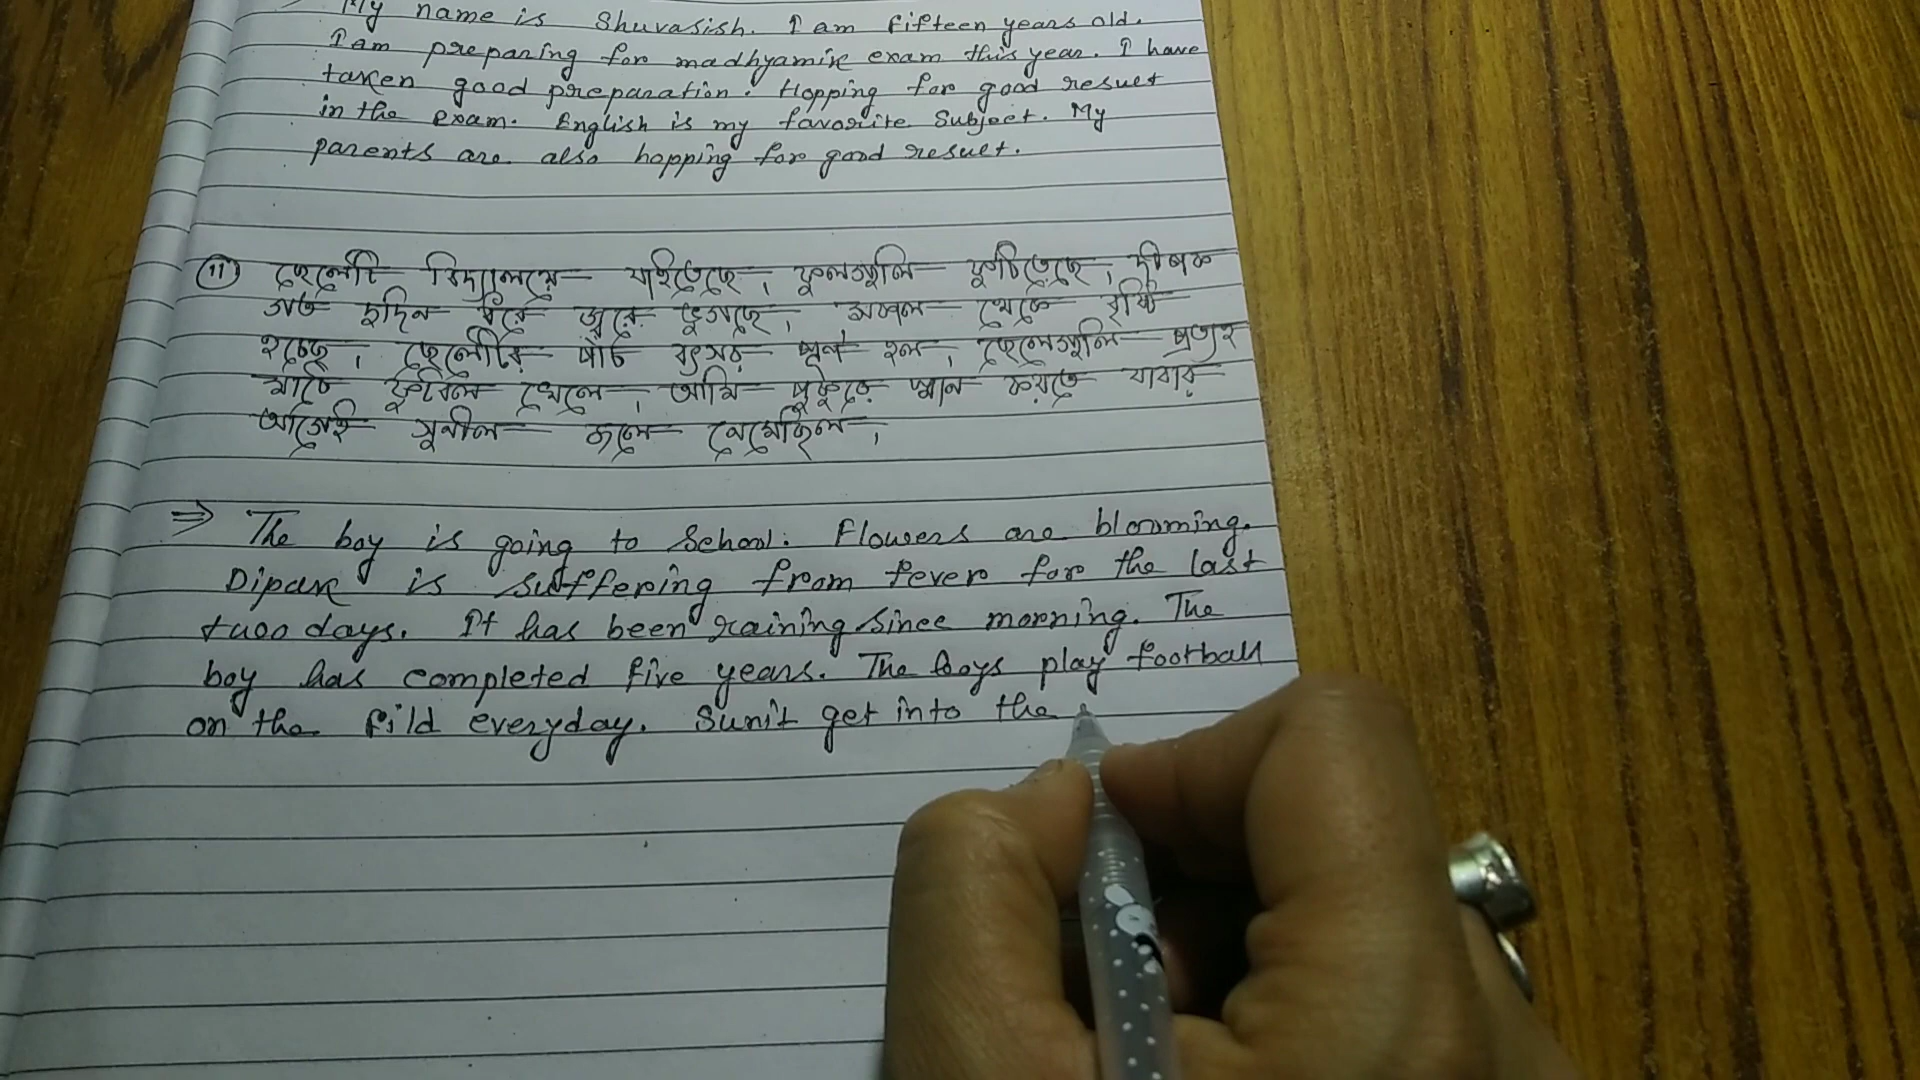 My name is Shuvasish. I am fifteen years old.
I am preparing for madhyamik exam this year. I have
taken good preparation. Hopping for good result
in the exam. English is my favorite subject. My
parents are also hopping for good result.
(11) ছেলেটি বিদ্যালয়ে যাইতেছে। ফুলগুলি ফুটিতেছে। দীপক
গত দুদিন ধরে জ্বরে ভুগছে। সকাল থেকে বৃষ্টি
হচ্ছে। ছেলেটির পাঁচ বৎসর পূর্ণ হল। ছেলেগুলি প্রত্যহ
মাঠে ফুটবল খেলে। আমি পুকুরে স্নান করতে যাবার
আগেই সুনীল জলে নেমেছিল।
⇒ The boy is going to School. Flowers are blooming.
Dipak is suffering from fever for the last
two days. It has been raining since morning. The
boy has completed five years. The boys play football
on the fild everyday. Sunil get into the